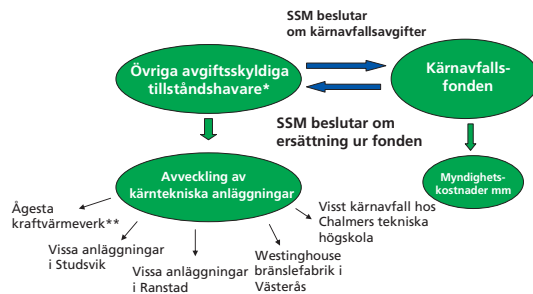 SSM beslutar
om kärnavfallsavgifter
Övriga avgiftsskyldiga
tillståndshavare*
Kärnavfalls-
fonden
SSM beslutar om
ersättning ur fonden
Avveckling av
kärntekniska anläggningar
Myndighets-
kostnader mm
Ågesta
kraftvärmeverk**
Vissa anläggningar
i Studsvik
Vissa anläggningar
i Ranstad
Westinghouse
bränslefabrik i
Västerås
Visst kärnavfall hos
Chalmers tekniska
högskola